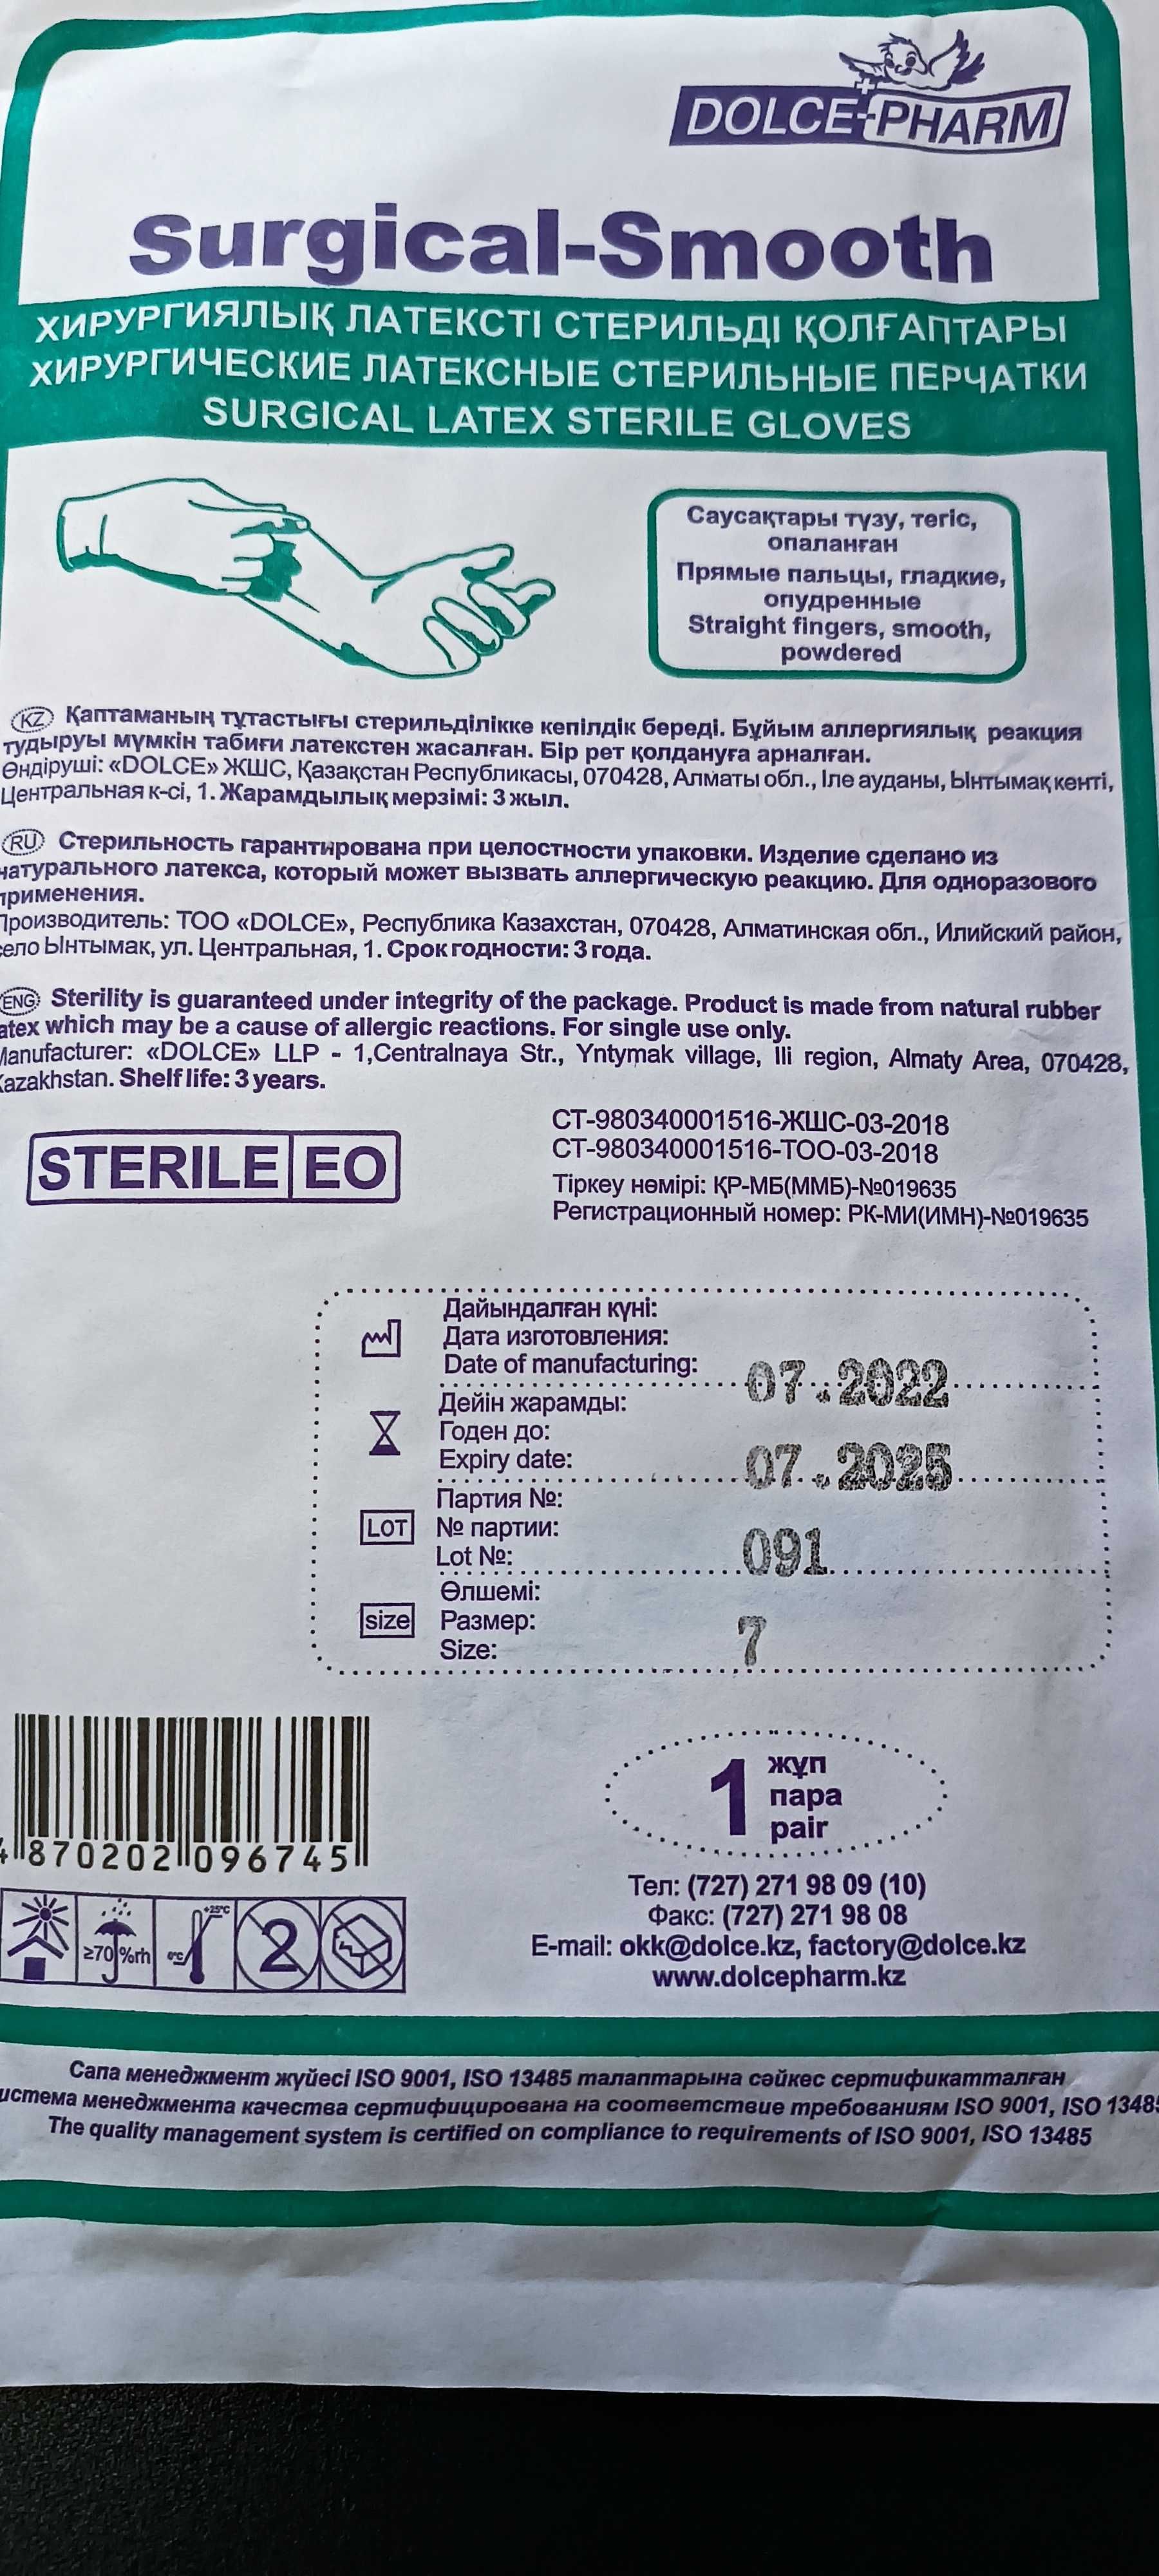 DOLCE-PHARM
Surgical-Smooth
ХИРУРГИЯЛЫҚ ЛАТЕКСТІ СТЕРИЛЬДІ ҚОЛҒАПТАРЫ
ХИРУРГИЧЕСКИЕ ЛАТЕКСНЫЕ СТЕРИЛЬНЫЕ ПЕРЧАТКИ
SURGICAL LATEX STERILE GLOVES
Саусақтары түзу, тегіс,
опаланған
Прямые пальцы, гладкие,
опудренные
Straight fingers, smooth,
powdered
KZ Қаптаманың тұтастығы стерильділікке кепілдік береді. Бұйым аллергиялық реакция
тудыруы мүмкін табиғи латекстен жасалған. Бір рет қолдануға арналған.
Өндіруші: «DOLCE» ЖШС, Қазақстан Республикасы, 070428, Алматы обл., Іле ауданы, Ынтымақ кенті,
Центральная к-сі, 1. Жарамдылық мерзімі: 3 жыл.
RU Стерильность гарантирована при целостности упаковки. Изделие сделано из
натурального латекса, который может вызвать аллергическую реакцию. Для одноразового
применения.
Производитель: ТОО «DOLCE», Республика Казахстан, 070428, Алматинская обл., Илийский район,
село Ынтымак, ул. Центральная, 1. Срок годности: 3 года.
ENG Sterility is guaranteed under integrity of the package. Product is made from natural rubber
latex which may be a cause of allergic reactions. For single use only.
Manufacturer: «DOLCE» LLP - 1,Centralnaya Str., Yntymak village, Ili region, Almaty Area, 070428,
Kazakhstan. Shelf life: 3 years.
STERILE EO
СТ-980340001516-ЖШС-03-2018
СТ-980340001516-ТОО-03-2018
Тіркеу нөмірі: ҚР-МБ(ММБ)-№019635
Регистрационный номер: РК-МИ(ИМН)-№019635
Дайындалған күні:
Дата изготовления:
Date of manufacturing: 07.2022
Дейін жарамды:
Годен до:
Expiry date: 07.2025
Партия №:
LOT № партии:
Lot №: 091
Өлшемі:
size Размер:
Size: 7
4870202096745
1 жұп
пара
pair
≥70 %rh
+25°C
0°C
2
Тел: (727) 271 98 09 (10)
Факс: (727) 271 98 08
E-mail: okk@dolce.kz, factory@dolce.kz
www.dolcepharm.kz
Сапа менеджмент жүйесі ISO 9001, ISO 13485 талаптарына сәйкес сертификатталған
истема менеджмента качества сертифицирована на соответствие требованиям ISO 9001, ISO 13485
The quality management system is certified on compliance to requirements of ISO 9001, ISO 13485